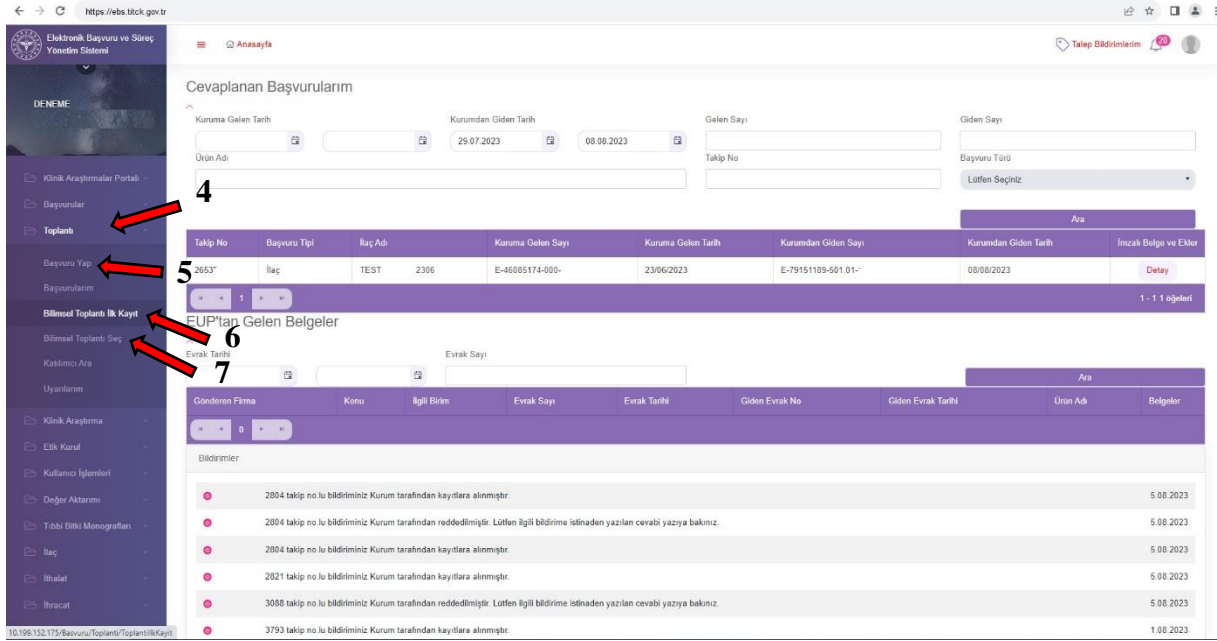 https://ebs.titck.gov.tr
Elektronik Başvuru ve Süreç
Yönetim Sistemi
Anasayfa
Talep Bildirimlerim
20
DENEME
Klinik Araştırmalar Portalı
Başvurular
Toplantı
Başvuru Yap
Başvurularım
Bilimsel Toplantı İlk Kayıt
Bilimsel Toplantı Seç
Katılımcı Ara
Uyarılarım
Klinik Araştırma
Etik Kurul
Kullanıcı İşlemleri
Değer Aktarımı
Tıbbi Bitki Monografları
İlaç
İthalat
İhracat
4
5
6
7
Cevaplanan Başvurularım
Kuruma Gelen Tarih Kurumdan Giden Tarih Gelen Sayı Giden Sayı
29.07.2023 08.08.2023
Ürün Adı Takip No Başvuru Türü
Lütfen Seçiniz
Ara
Takip No Başvuru Tipi İlaç Adı Kuruma Gelen Sayı Kuruma Gelen Tarih Kurumdan Giden Sayı Kurumdan Giden Tarih İmzalı Belge ve Ekler
2653 İlaç TEST 2306 E-46085174-000- 23/06/2023 E-79151189-501.01- 08/08/2023 Detay
1 1 - 1 1 öğeleri
EUP'tan Gelen Belgeler
Evrak Tarihi Evrak Sayı
Ara
Gönderen Firma Konu İlgili Birim Evrak Sayı Evrak Tarihi Giden Evrak No Giden Evrak Tarihi Ürün Adı Belgeler
0
Bildirimler
2804 takip no.lu bildiriminiz Kurum tarafından kayıtlara alınmıştır. 5.08.2023
2804 takip no.lu bildiriminiz Kurum tarafından reddedilmiştir. Lütfen ilgili bildirime istinaden yazılan cevabi yazıya bakınız. 5.08.2023
2804 takip no.lu bildiriminiz Kurum tarafından kayıtlara alınmıştır. 5.08.2023
2821 takip no.lu bildiriminiz Kurum tarafından kayıtlara alınmıştır. 5.08.2023
3088 takip no.lu bildiriminiz Kurum tarafından reddedilmiştir. Lütfen ilgili bildirime istinaden yazılan cevabi yazıya bakınız. 5.08.2023
3793 takip no.lu bildiriminiz Kurum tarafından kayıtlara alınmıştır. 1.08.2023
10.199.152.175/Basvuru/Toplanti/ToplantiIlkKayit